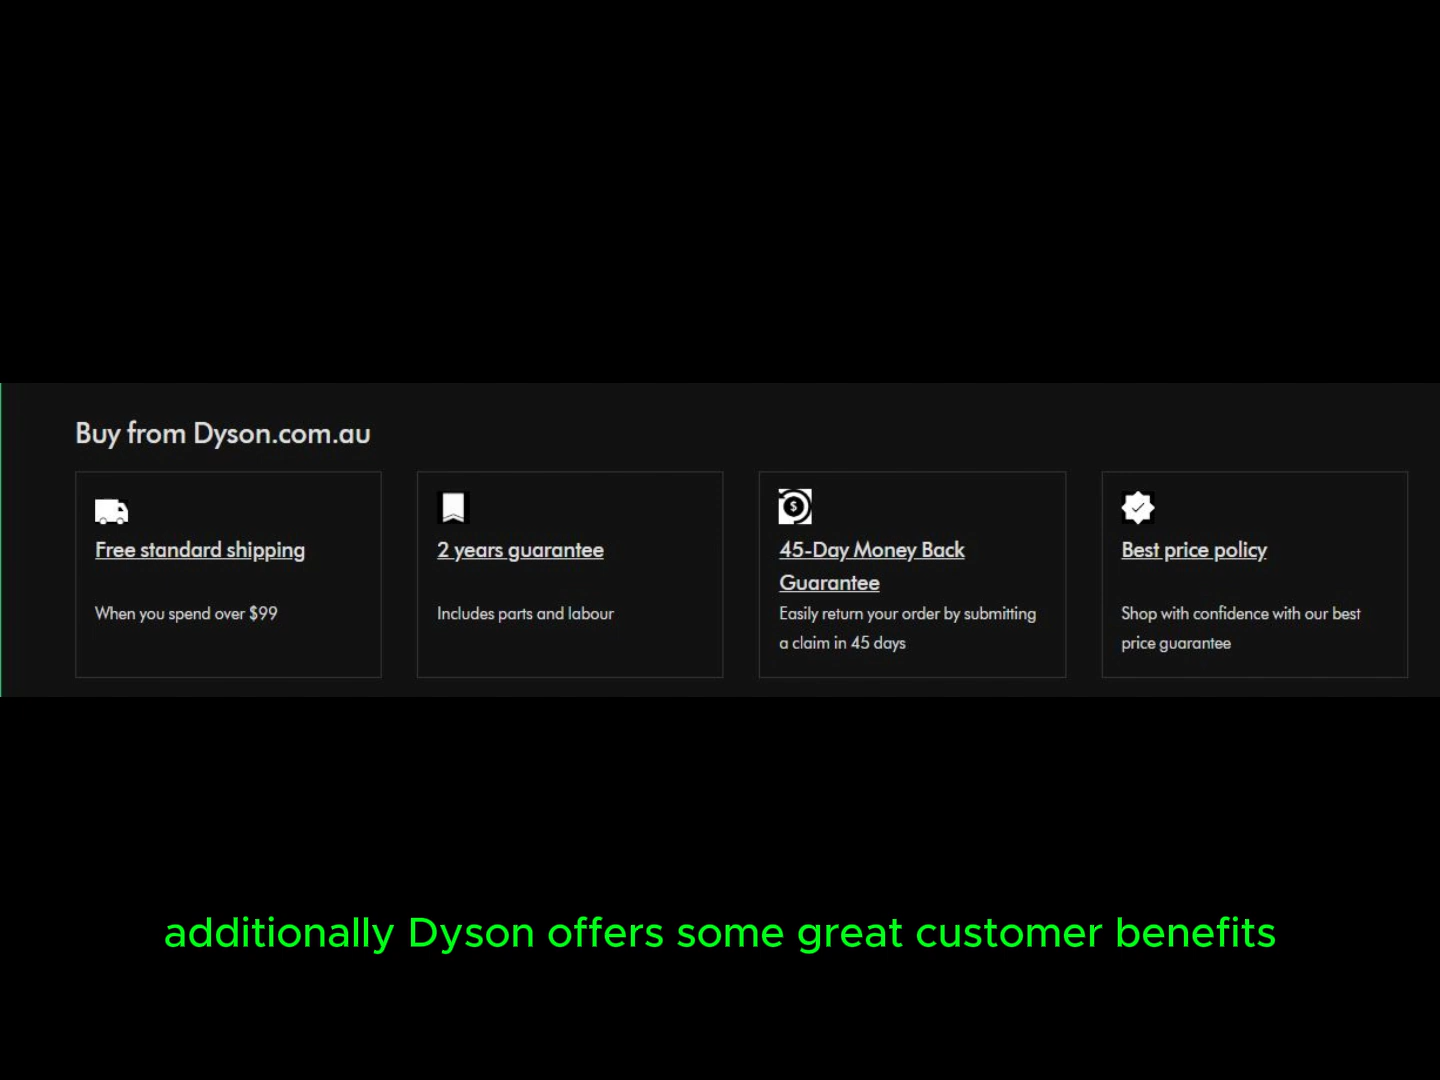 Buy from Dyson.com.au
Free standard shipping
When you spend over $99
2 years guarantee
Includes parts and labour
45-Day Money Back
Guarantee
Easily return your order by submitting
a claim in 45 days
Best price policy
Shop with confidence with our best
price guarantee
additionally Dyson offers some great customer benefits